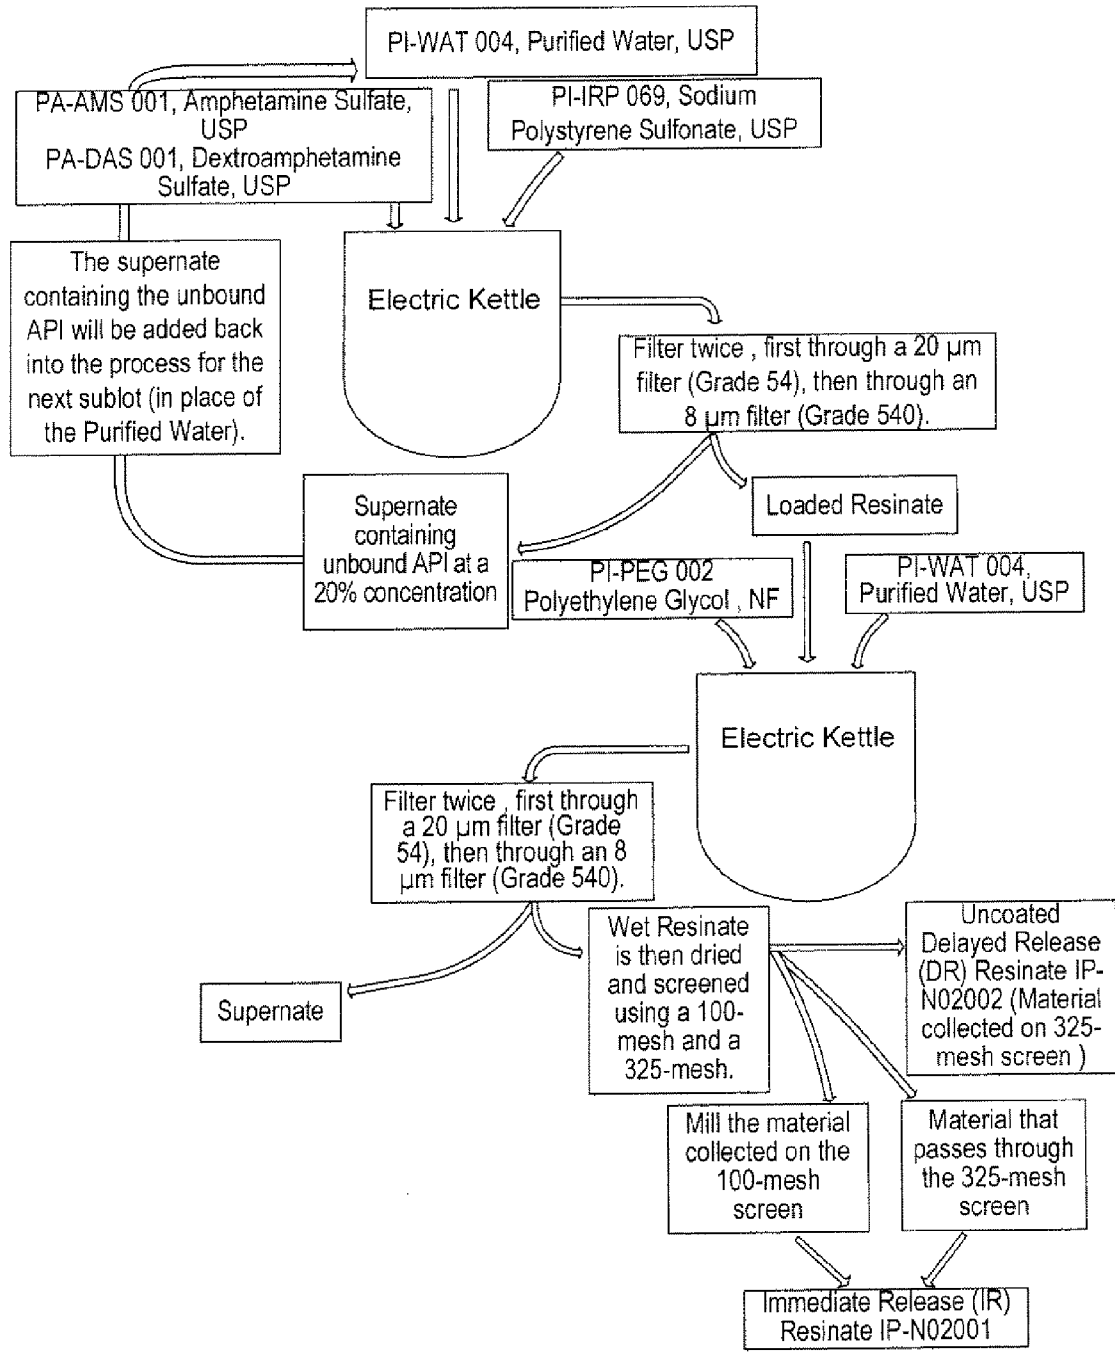 PI-WAT 004, Purified Water, USP
PA-AMS 001, Amphetamine Sulfate,
USP
PA-DAS 001, Dextroamphetamine
Sulfate, USP
PI-IRP 069, Sodium
Polystyrene Sulfonate, USP
The supernate
containing the unbound
API will be added back
into the process for the
next sublot (in place of
the Purified Water).
Electric Kettle
Filter twice , first through a 20 µm
filter (Grade 54), then through an
8 µm filter (Grade 540).
Supernate
containing
unbound API at a
20% concentration
Loaded Resinate
PI-PEG 002
Polyethylene Glycol , NF
PI-WAT 004,
Purified Water, USP
Electric Kettle
Filter twice , first through
a 20 µm filter (Grade
54), then through an 8
µm filter (Grade 540).
Supernate
Wet Resinate
is then dried
and screened
using a 100-
mesh and a
325-mesh.
Uncoated
Delayed Release
(DR) Resinate IP-
N02002 (Material
collected on 325-
mesh screen )
Mill the material
collected on the
100-mesh
screen
Material that
passes through
the 325-mesh
screen
Immediate Release (IR)
Resinate IP-N02001